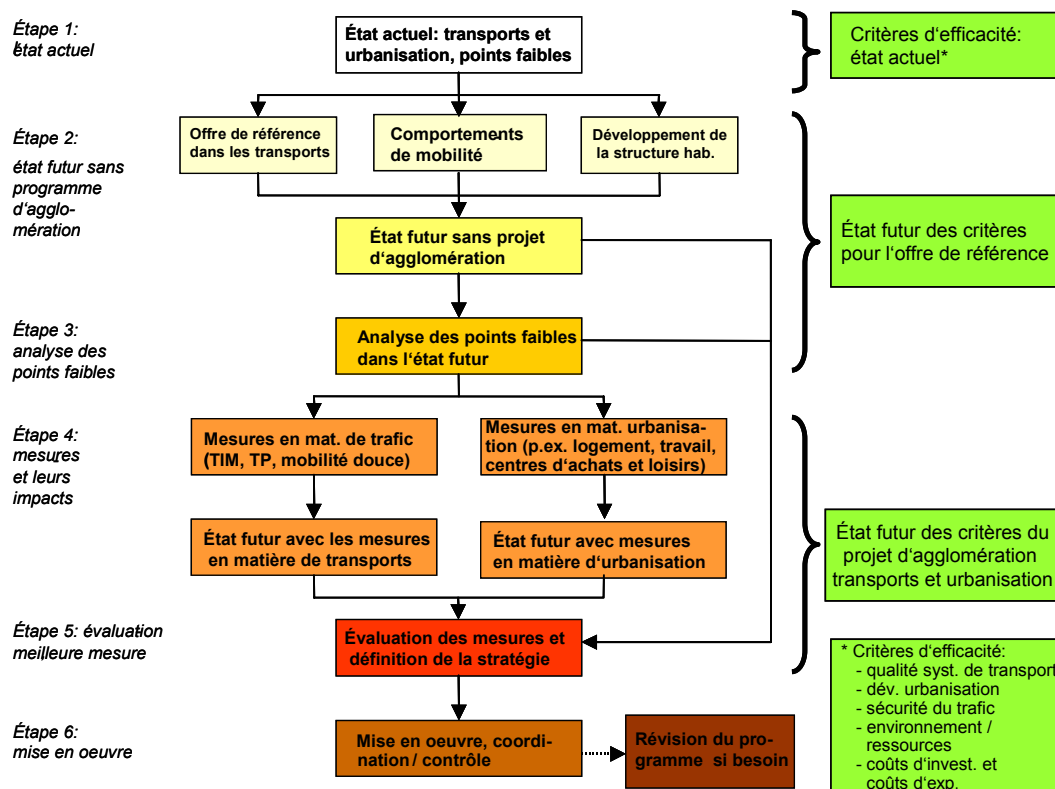 Étape 1:
état actuel
État actuel: transports et
urbanisation, points faibles
Critères d'efficacité:
état actuel*
Étape 2:
état futur sans
programme
d'agglo-
mération
Offre de référence
dans les transports
Comportements
de mobilité
Développement de
la structure hab.
État futur sans projet
d'agglomération
État futur des critères
pour l'offre de référence
Étape 3:
analyse des
points faibles
Analyse des points faibles
dans l'état futur
Étape 4:
mesures
et leurs
impacts
Mesures en mat. de trafic
(TIM, TP, mobilité douce)
Mesures en mat. urbanisa-
tion (p.ex. logement, travail,
centres d'achats et loisirs)
État futur avec les mesures
en matière de transports
État futur avec mesures
en matière d'urbanisation
État futur des critères du
projet d'agglomération
transports et urbanisation
Étape 5: évaluation
meilleure mesure
Évaluation des mesures et
définition de la stratégie
Étape 6:
mise en oeuvre
Mise en oeuvre, coordi-
nation / contrôle
Révision du pro-
gramme si besoin
* Critères d'efficacité:
- qualité syst. de transport
- dév. urbanisation
- sécurité du trafic
- environnement /
ressources
- coûts d'invest. et
coûts d'exp.